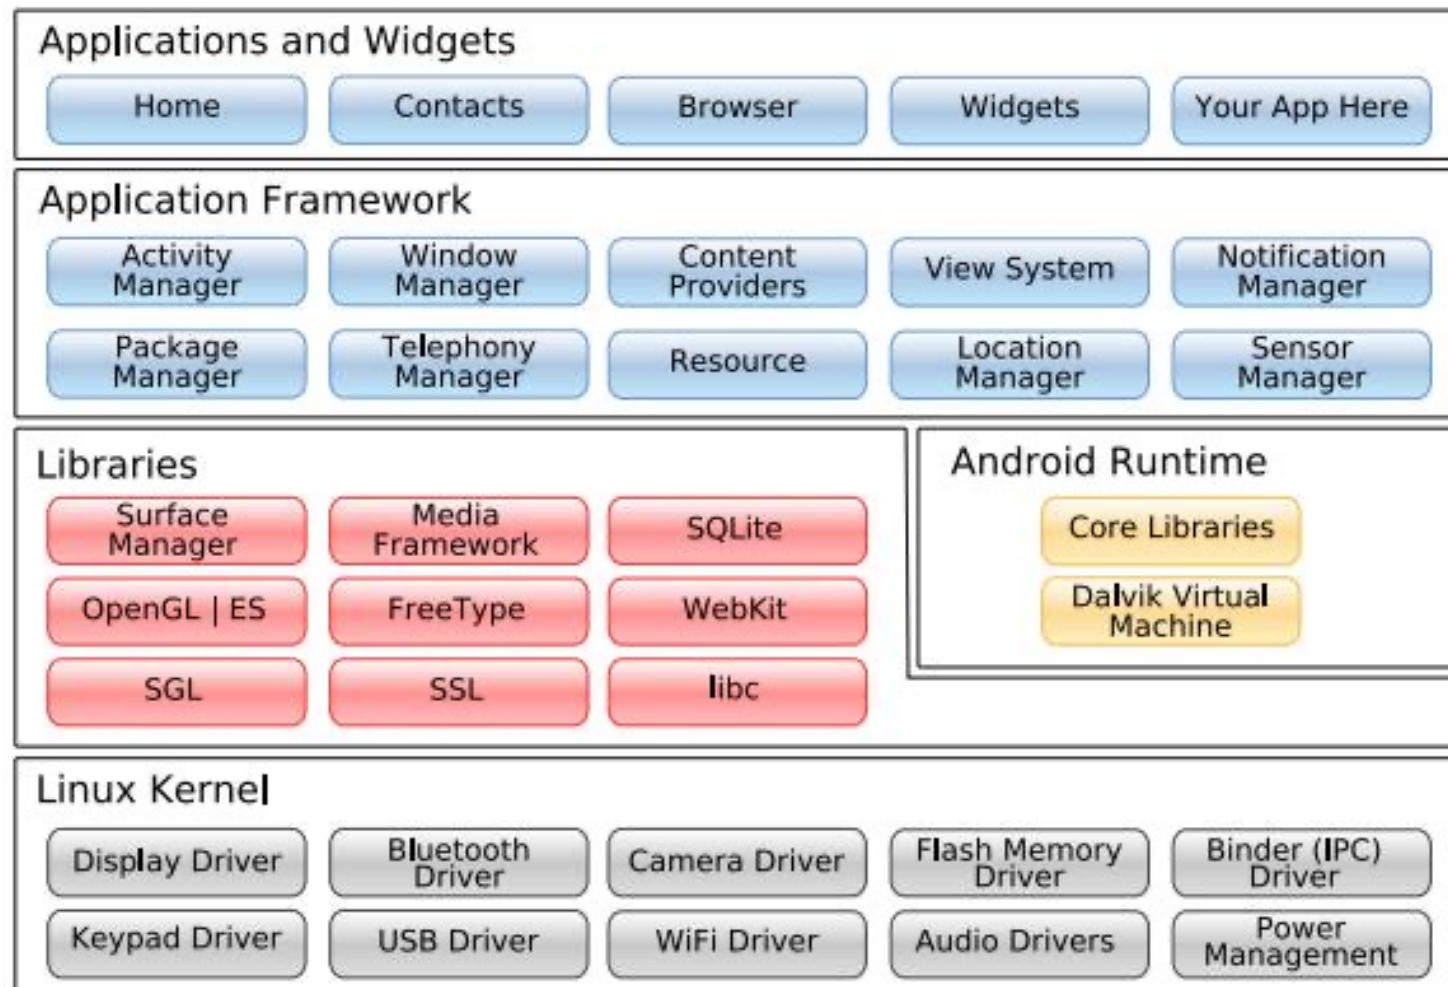 Applications and Widgets
Home
Contacts
Browser
Widgets
Your App Here
Application Framework
Activity
Manager
Window
Manager
Content
Providers
View System
Notification
Manager
Package
Manager
Telephony
Manager
Resource
Location
Manager
Sensor
Manager
Libraries
Surface
Manager
Media
Framework
SQLite
OpenGL | ES
FreeType
WebKit
SGL
SSL
libc
Android Runtime
Core Libraries
Dalvik Virtual
Machine
Linux Kernel
Display Driver
Bluetooth
Driver
Camera Driver
Flash Memory
Driver
Binder (IPC)
Driver
Keypad Driver
USB Driver
WiFi Driver
Audio Drivers
Power
Management